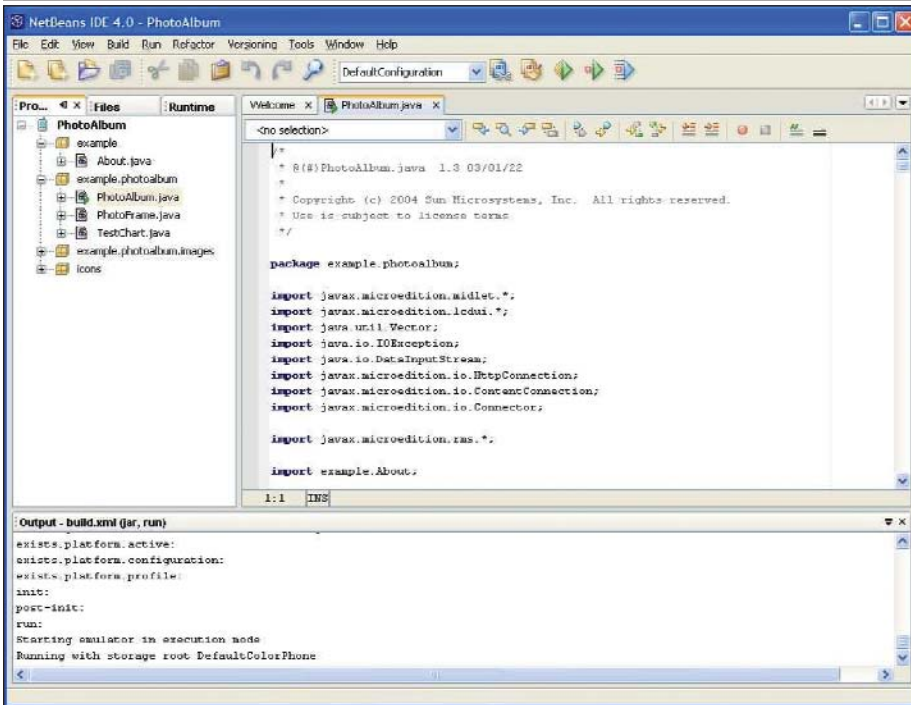 NetBeans IDE 4.0 - PhotoAlbum
File Edit View Build Run Refactor Versioning Tools Window Help
DefaultConfiguration
Pro... Files Runtime
PhotoAlbum
example
About.java
example.photoalbum
PhotoAlbum.java
PhotoFrame.java
TestChart.java
example.photoalbum.images
icons
Welcome x PhotoAlbum.java x
<no selection>
/*
* @(#)PhotoAlbum.java 1.3 03/01/22
*
* Copyright (c) 2004 Sun Microsystems, Inc. All rights reserved.
* Use is subject to license terms
*/
package example.photoalbum;
import javax.microedition.midlet.*;
import javax.microedition.lcdui.*;
import java.util.Vector;
import java.io.IOException;
import java.io.DataInputStream;
import javax.microedition.io.HttpConnection;
import javax.microedition.io.ContentConnection;
import javax.microedition.io.Connector;
import javax.microedition.rms.*;
import example.About;
1:1 INS
Output - build.xml (jar, run)
exists.platform.active:
exists.platform.configuration:
exists.platform.profile:
init:
post-init:
run:
Starting emulator in execution mode
Running with storage root DefaultColorPhone